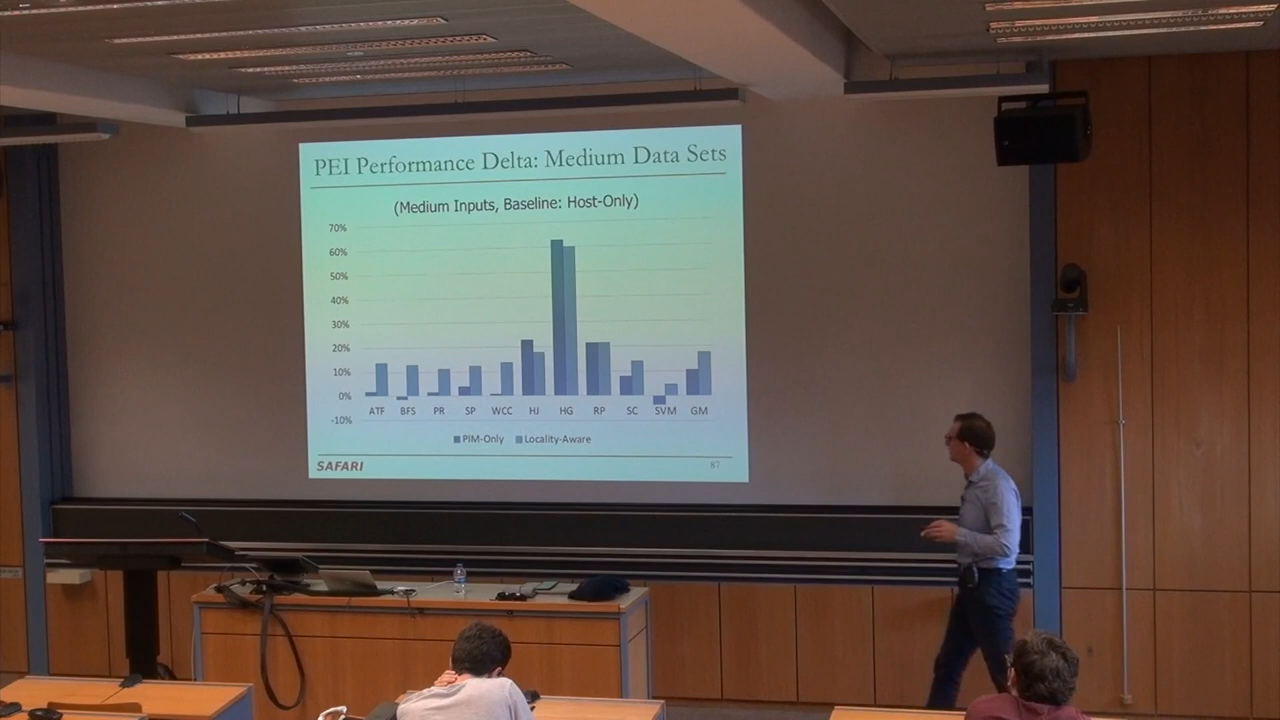 PEI Performance Delta: Medium Data Sets
(Medium Inputs, Baseline: Host-Only)
70%
60%
50%
40%
30%
20%
10%
0%
-10%
ATF BFS PR SP WCC HJ HG RP SC SVM GM
PIM-Only Locality-Aware
SAFARI 87